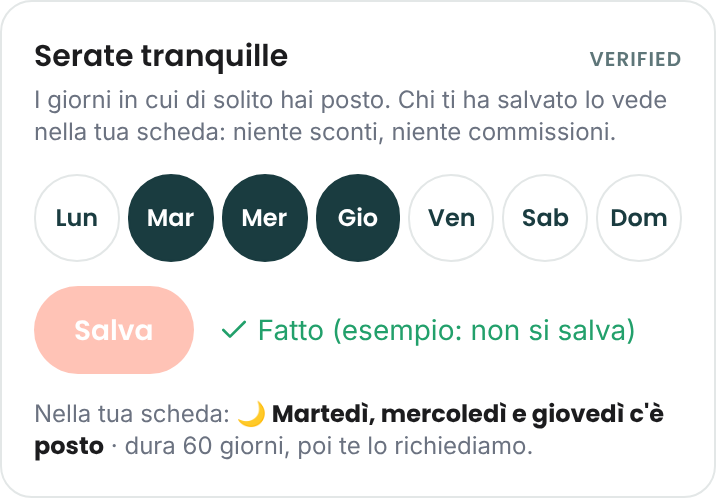 Serate tranquille VERIFIED
I giorni in cui di solito hai posto. Chi ti ha salvato lo vede
nella tua scheda: niente sconti, niente commissioni.
Lun Mar Mer Gio Ven Sab Dom
Salva ✓ Fatto (esempio: non si salva)
Nella tua scheda: 🌙 Martedì, mercoledì e giovedì c'è
posto · dura 60 giorni, poi te lo richiediamo.